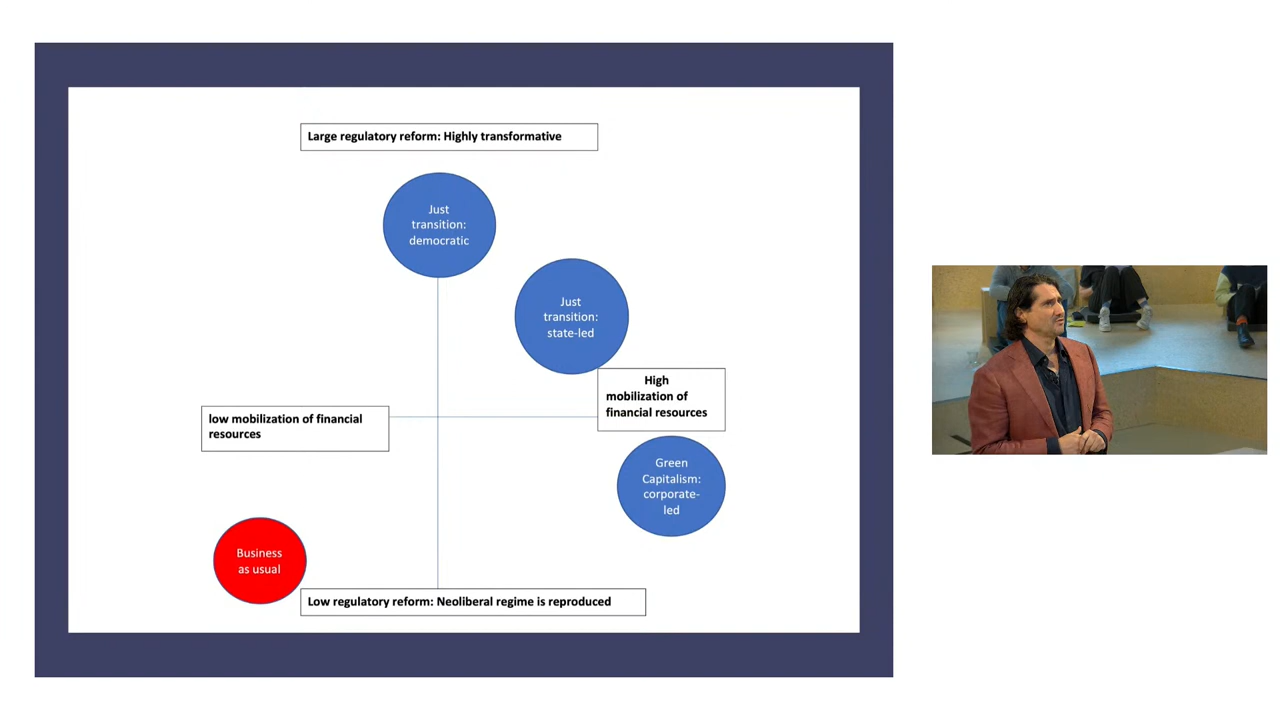 Large regulatory reform: Highly transformative
Just
transition:
democratic
Just
transition:
state-led
High
mobilization of
financial resources
low mobilization of financial
resources
Green
Capitalism:
corporate-
led
Business
as usual
Low regulatory reform: Neoliberal regime is reproduced